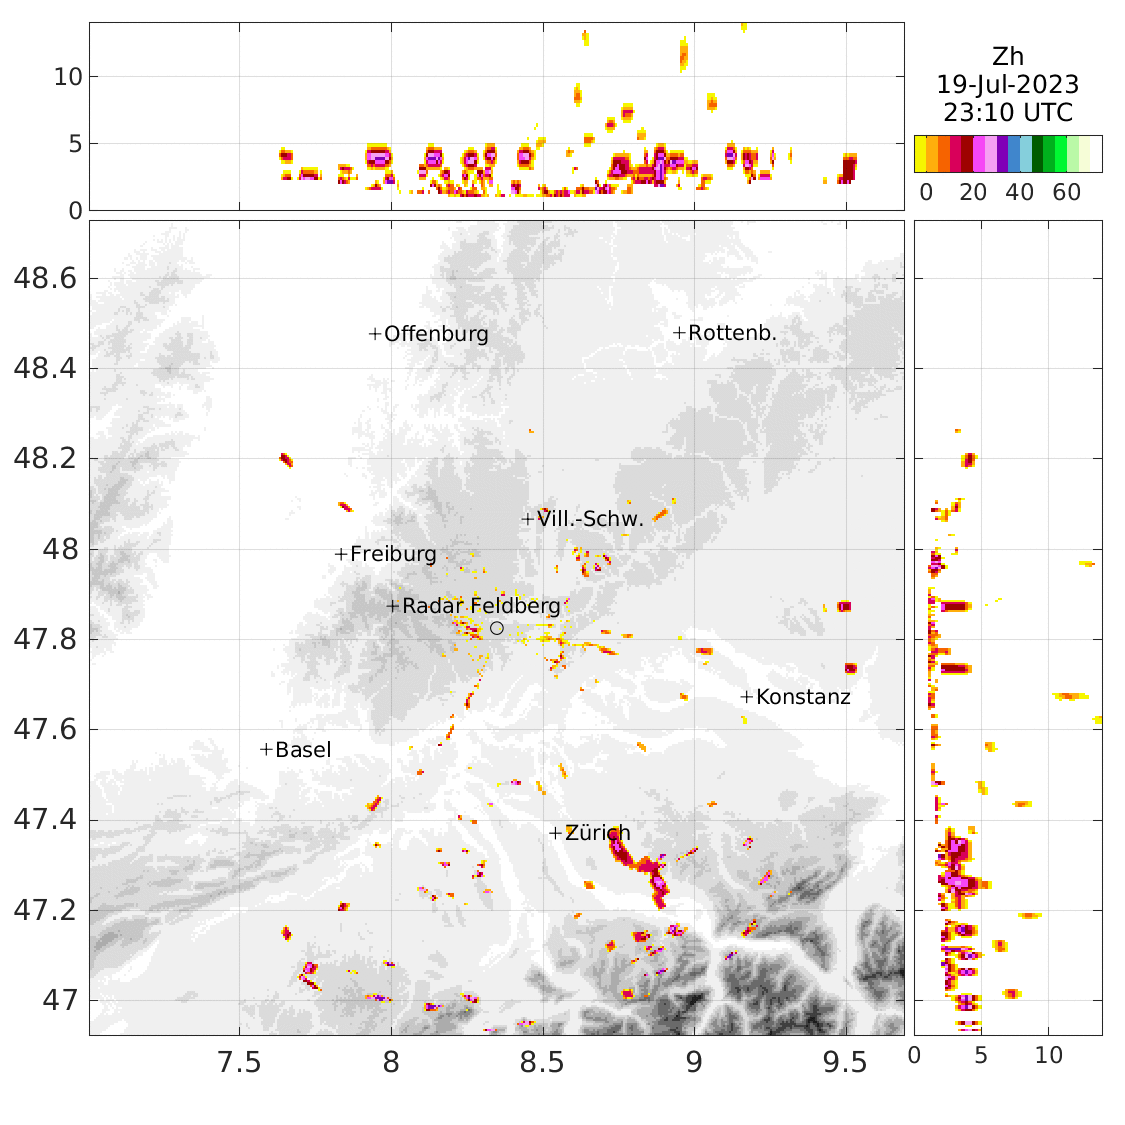 Zh
19-Jul-2023
23:10 UTC
0 20 40 60
10
5
0
48.6
48.4
48.2
48
47.8
47.6
47.4
47.2
47
+Offenburg
+Rottenb.
+Vill.-Schw.
+Freiburg
+Radar Feldberg
+Konstanz
+Basel
+Zürich
7.5 8 8.5 9 9.5
0 5 10